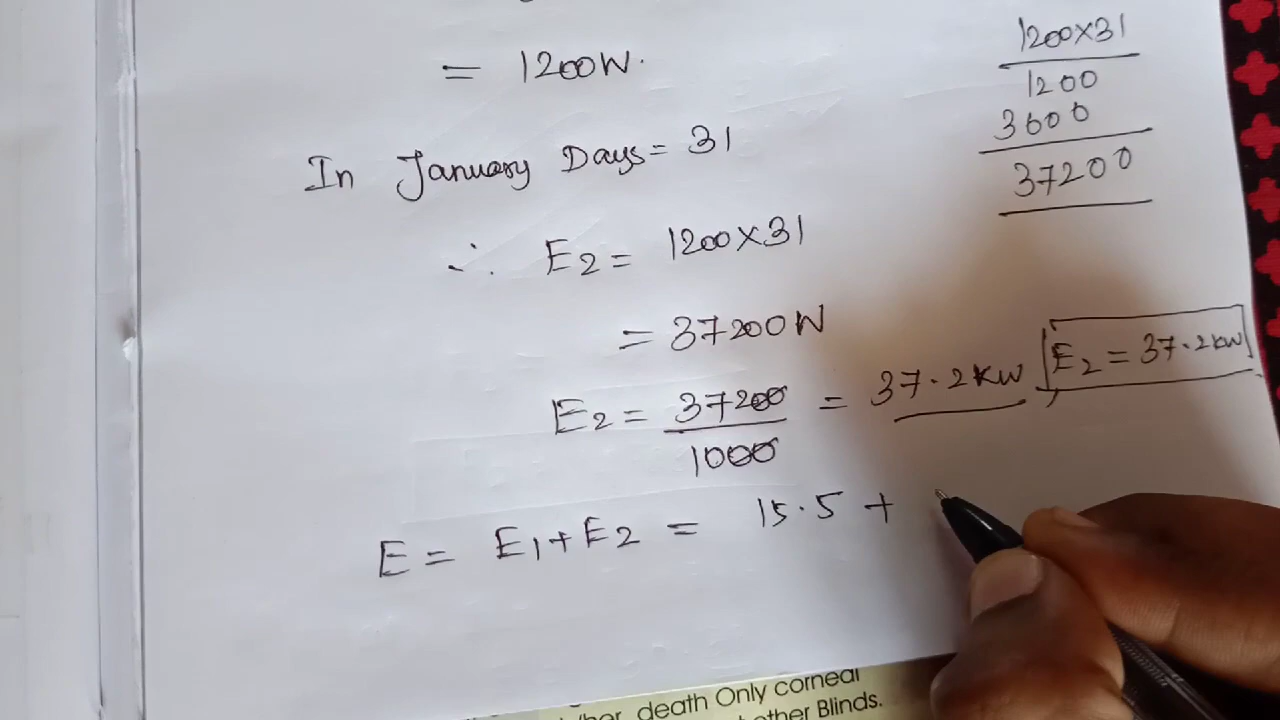 = 1200W.
In January Days = 31
∴ E2 = 1200×31
= 37200W
E2 = 37200/1000 = 37.2kW
E2 = 37.2kW
E = E1+E2 = 15.5 +
1200×31
1200
3600
37200
death Only corneal
other Blinds.